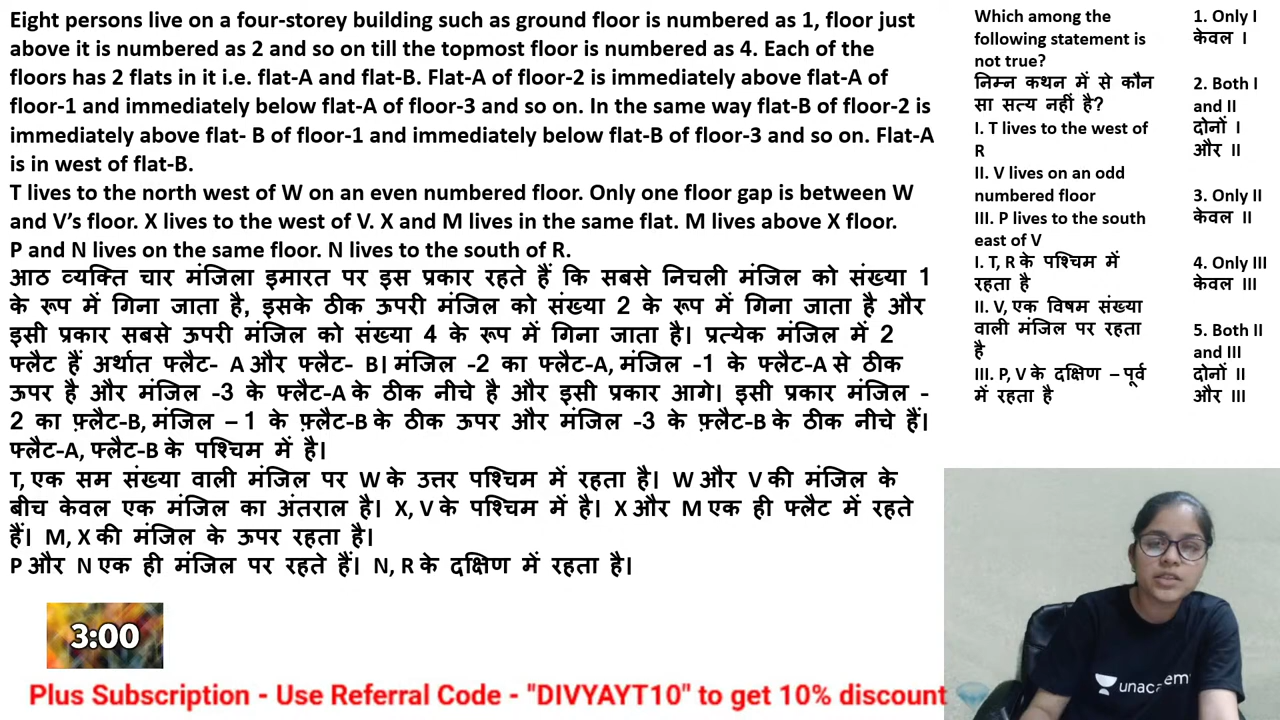 Eight persons live on a four-storey building such as ground floor is numbered as 1, floor just
above it is numbered as 2 and so on till the topmost floor is numbered as 4. Each of the
floors has 2 flats in it i.e. flat-A and flat-B. Flat-A of floor-2 is immediately above flat-A of
floor-1 and immediately below flat-A of floor-3 and so on. In the same way flat-B of floor-2 is
immediately above flat- B of floor-1 and immediately below flat-B of floor-3 and so on. Flat-A
is in west of flat-B.
T lives to the north west of W on an even numbered floor. Only one floor gap is between W
and V’s floor. X lives to the west of V. X and M lives in the same flat. M lives above X floor.
P and N lives on the same floor. N lives to the south of R.
आठ व्यक्ति चार मंजिला इमारत पर इस प्रकार रहते हैं कि सबसे निचली मंजिल को संख्या 1
के रूप में गिना जाता है, इसके ठीक ऊपरी मंजिल को संख्या 2 के रूप में गिना जाता है और
इसी प्रकार सबसे ऊपरी मंजिल को संख्या 4 के रूप में गिना जाता है। प्रत्येक मंजिल में 2
फ्लैट हैं अर्थात फ्लैट- A और फ्लैट- B। मंजिल -2 का फ्लैट-A, मंजिल -1 के फ्लैट-A से ठीक
ऊपर है और मंजिल -3 के फ्लैट-A के ठीक नीचे है और इसी प्रकार आगे। इसी प्रकार मंजिल -
2 का फ़्लैट-B, मंजिल – 1 के फ़्लैट-B के ठीक ऊपर और मंजिल -3 के फ़्लैट-B के ठीक नीचे हैं।
फ्लैट-A, फ्लैट-B के पश्चिम में है।
T, एक सम संख्या वाली मंजिल पर W के उत्तर पश्चिम में रहता है। W और V की मंजिल के
बीच केवल एक मंजिल का अंतराल है। X, V के पश्चिम में है। X और M एक ही फ्लैट में रहते
हैं। M, X की मंजिल के ऊपर रहता है।
P और N एक ही मंजिल पर रहते हैं। N, R के दक्षिण में रहता है।
3:00
Plus Subscription - Use Referral Code - "DIVYAYT10" to get 10% discount
Which among the
following statement is
not true?
निम्न कथन में से कौन
सा सत्य नहीं है?
I. T lives to the west of
R
II. V lives on an odd
numbered floor
III. P lives to the south
east of V
I. T, R के पश्चिम में
रहता है
II. V, एक विषम संख्या
वाली मंजिल पर रहता
है
III. P, V के दक्षिण – पूर्व
में रहता है
1. Only I
केवल I
2. Both I
and II
दोनों I
और II
3. Only II
केवल II
4. Only III
केवल III
5. Both II
and III
दोनों II
और III